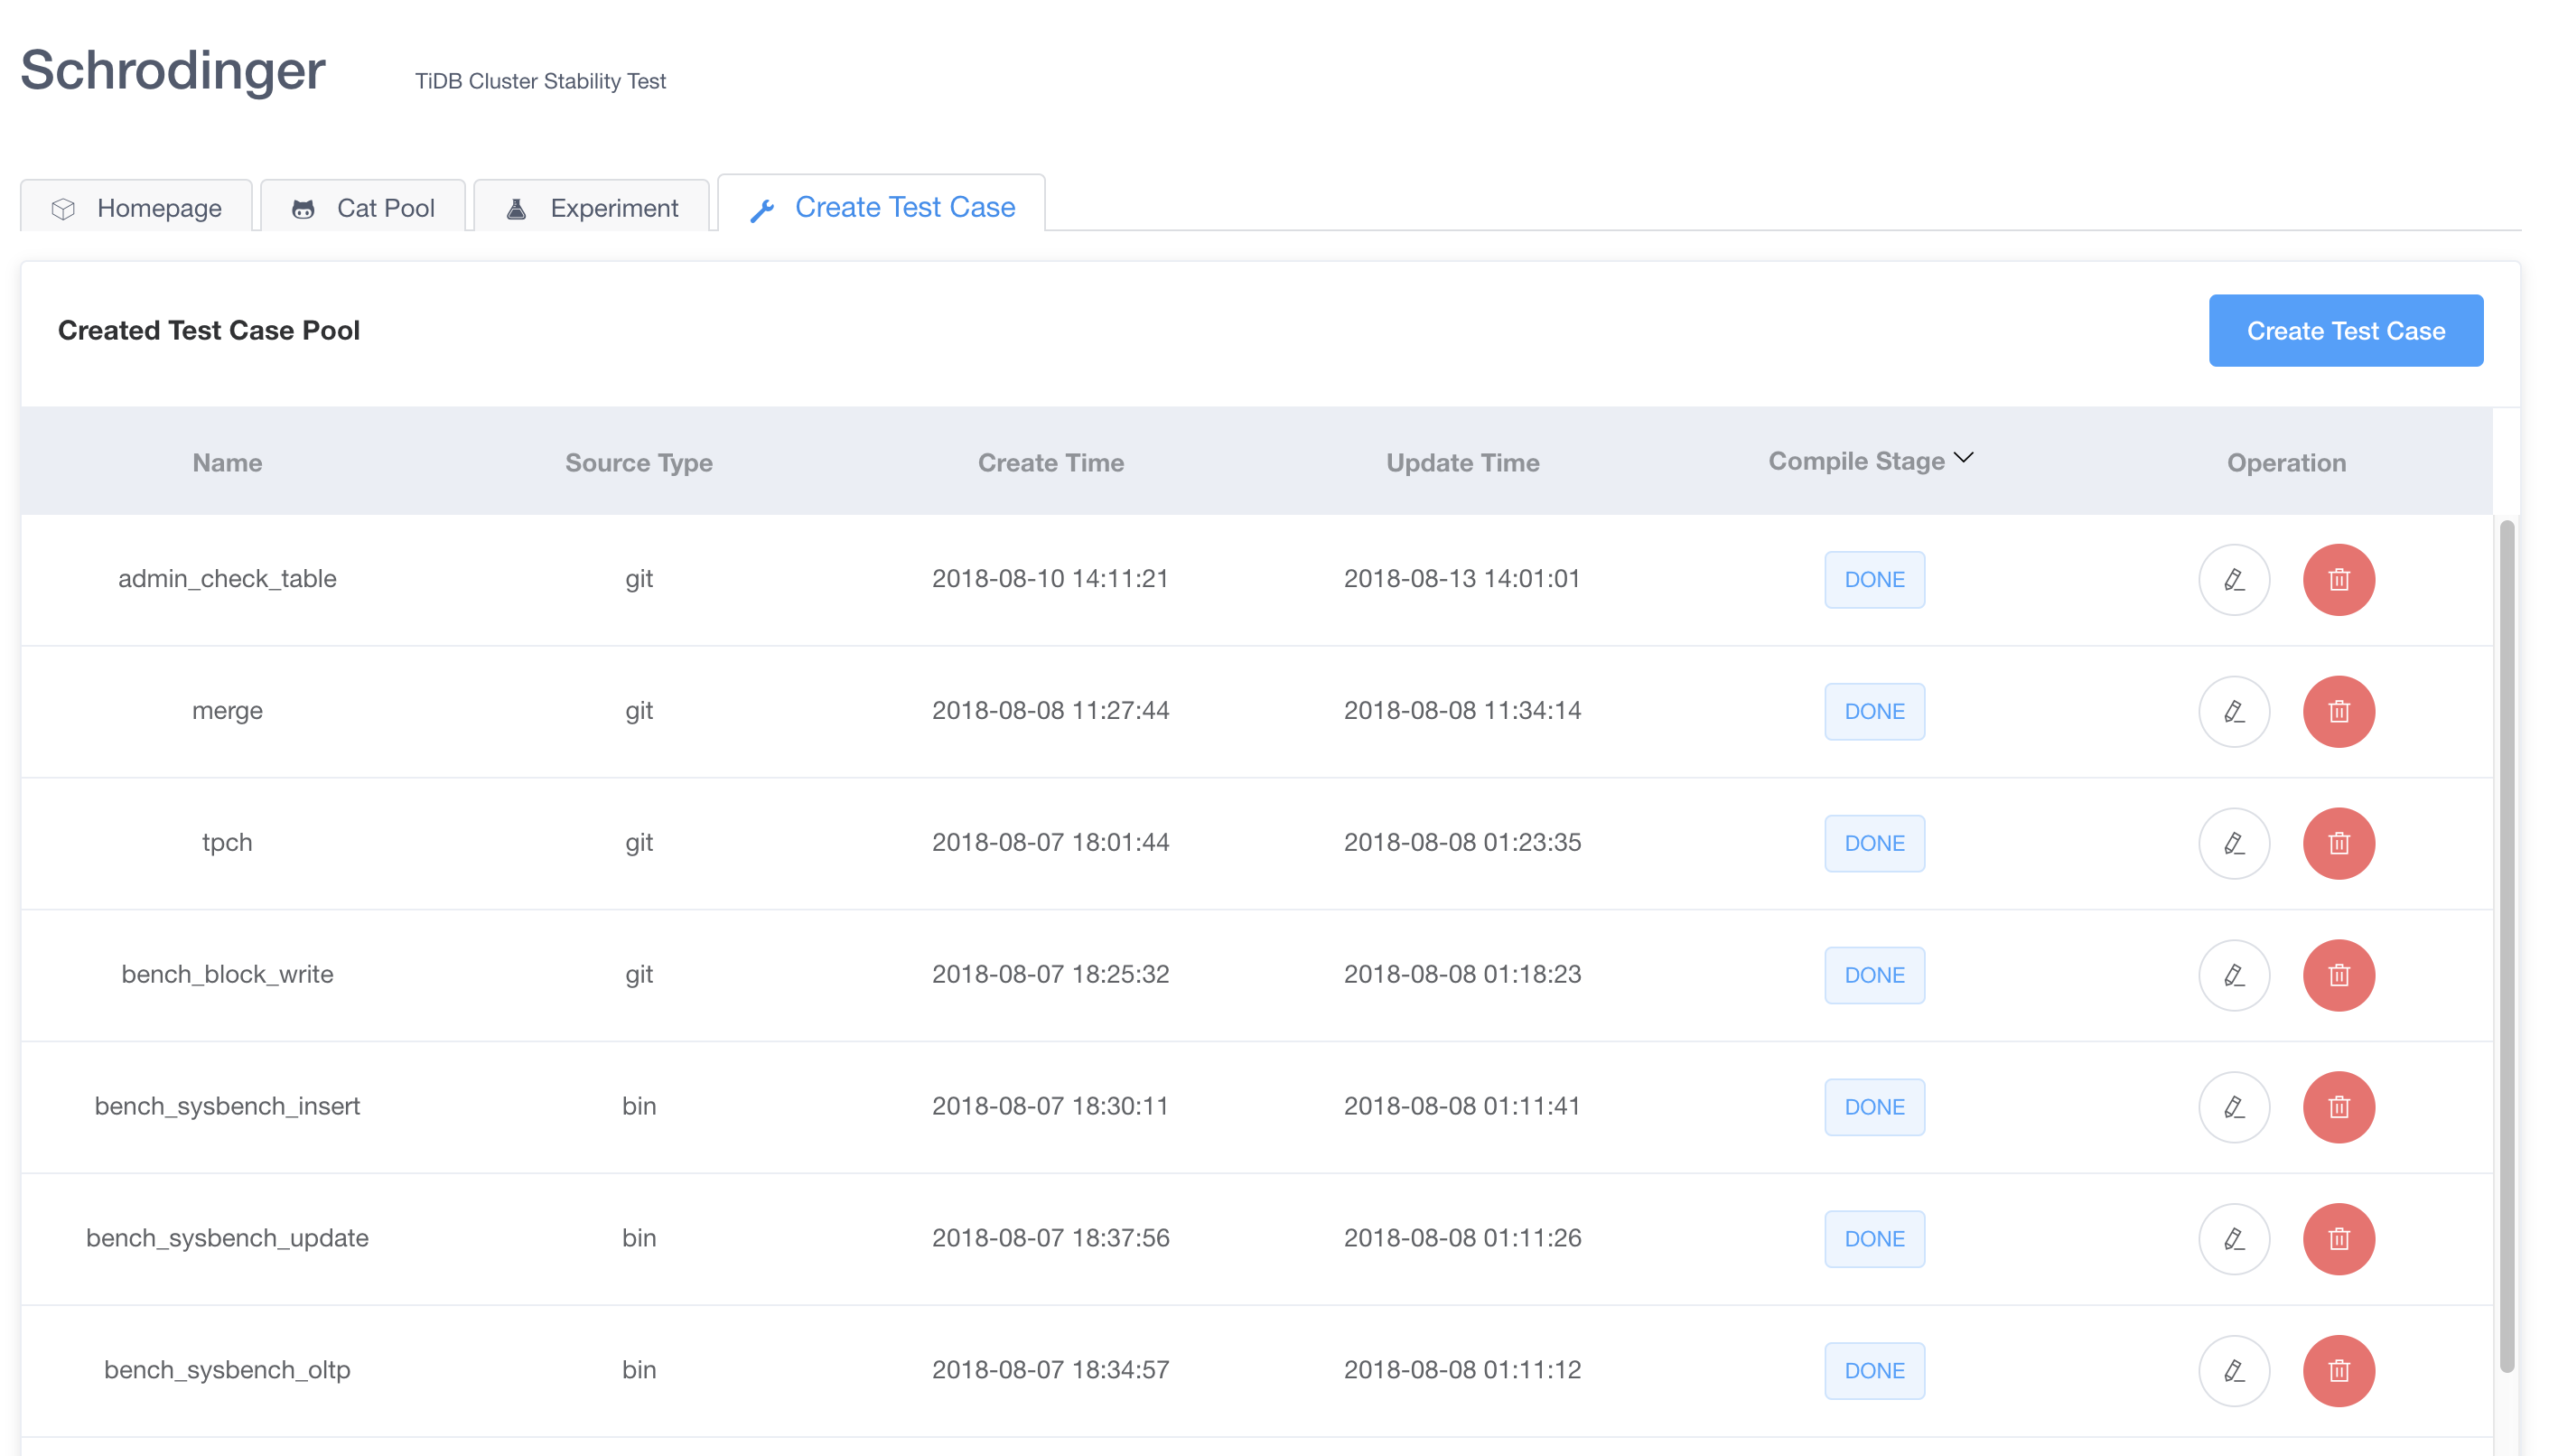 Schrodinger TiDB Cluster Stability Test
Homepage Cat Pool Experiment Create Test Case
Created Test Case Pool Create Test Case
Name Source Type Create Time Update Time Compile Stage Operation
admin_check_table git 2018-08-10 14:11:21 2018-08-13 14:01:01 DONE
merge git 2018-08-08 11:27:44 2018-08-08 11:34:14 DONE
tpch git 2018-08-07 18:01:44 2018-08-08 01:23:35 DONE
bench_block_write git 2018-08-07 18:25:32 2018-08-08 01:18:23 DONE
bench_sysbench_insert bin 2018-08-07 18:30:11 2018-08-08 01:11:41 DONE
bench_sysbench_update bin 2018-08-07 18:37:56 2018-08-08 01:11:26 DONE
bench_sysbench_oltp bin 2018-08-07 18:34:57 2018-08-08 01:11:12 DONE